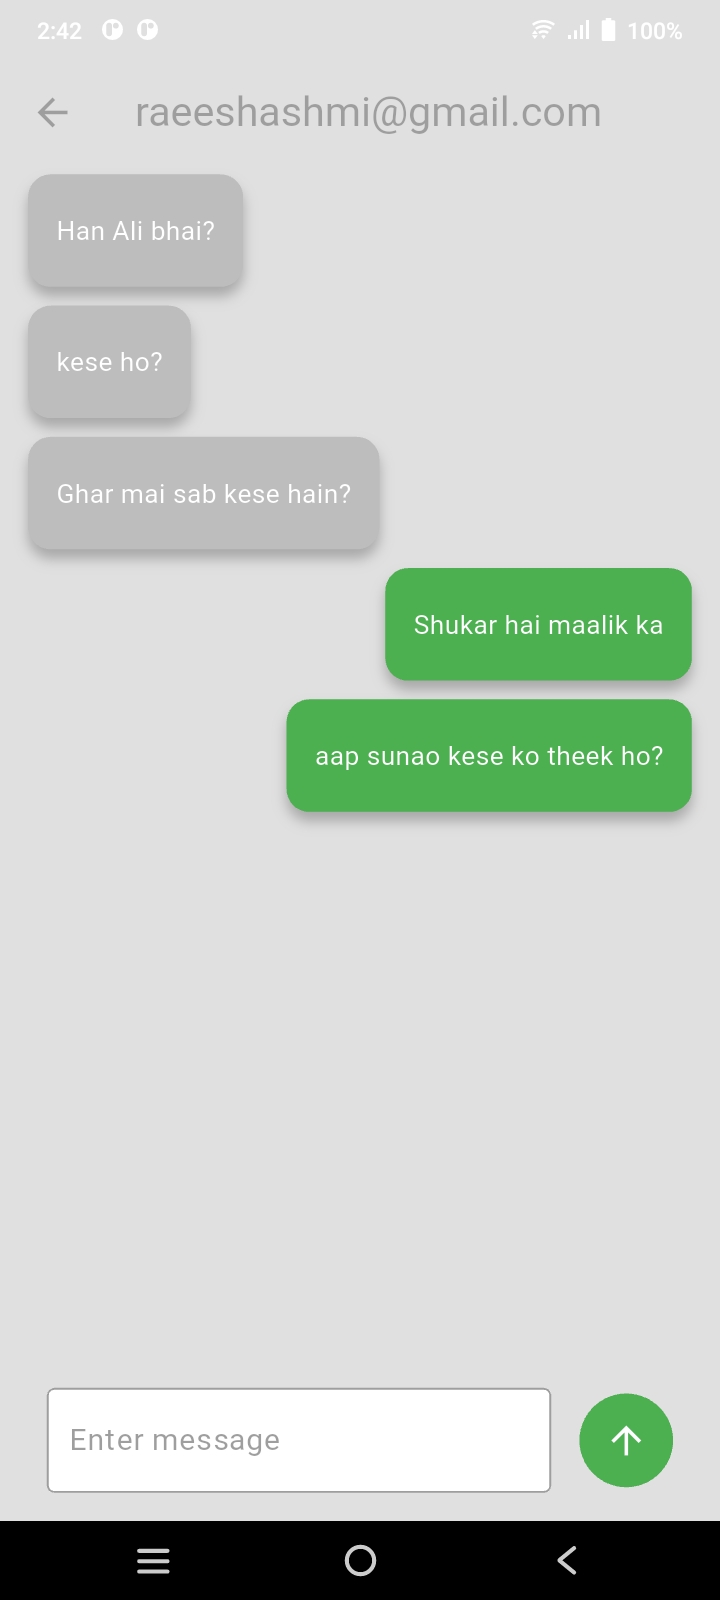 2:42 100%
raeeshashmi@gmail.com
Han Ali bhai?
kese ho?
Ghar mai sab kese hain?
Shukar hai maalik ka
aap sunao kese ko theek ho?
Enter message